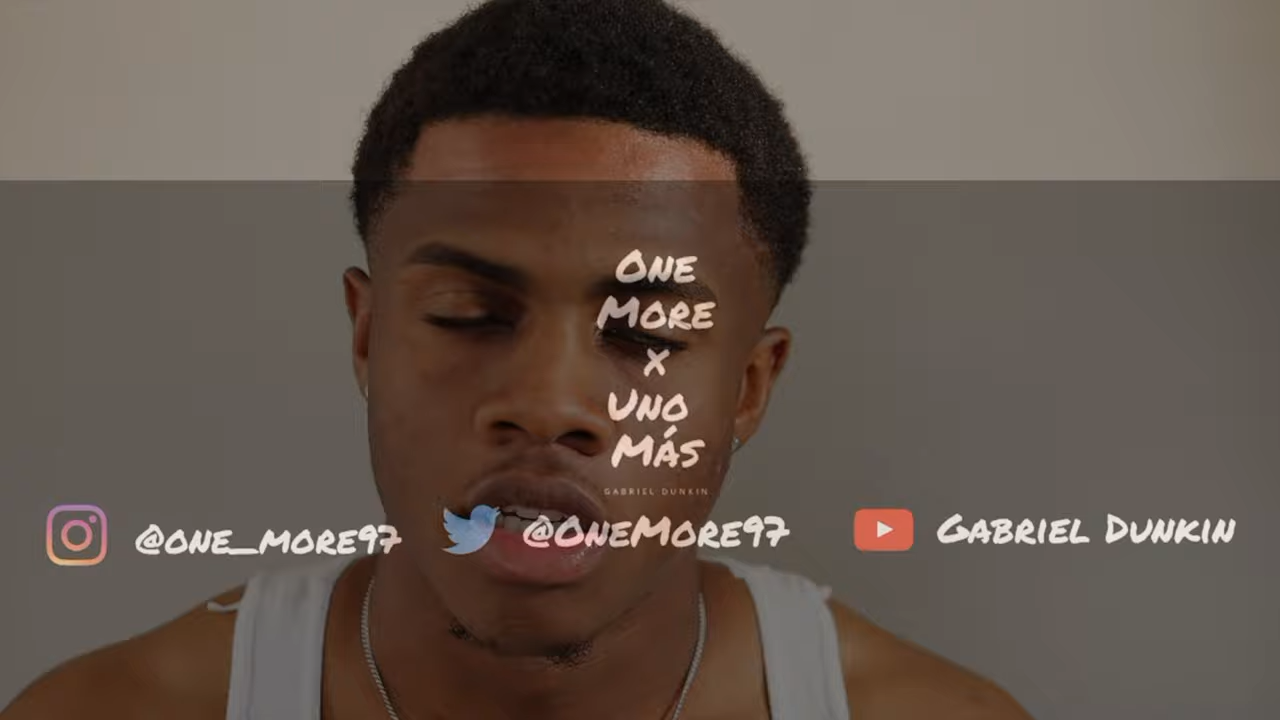 One
More
x
Uno
Más
GABRIEL DUNKIN
@one_more97
@OneMore97
Gabriel Dunkin